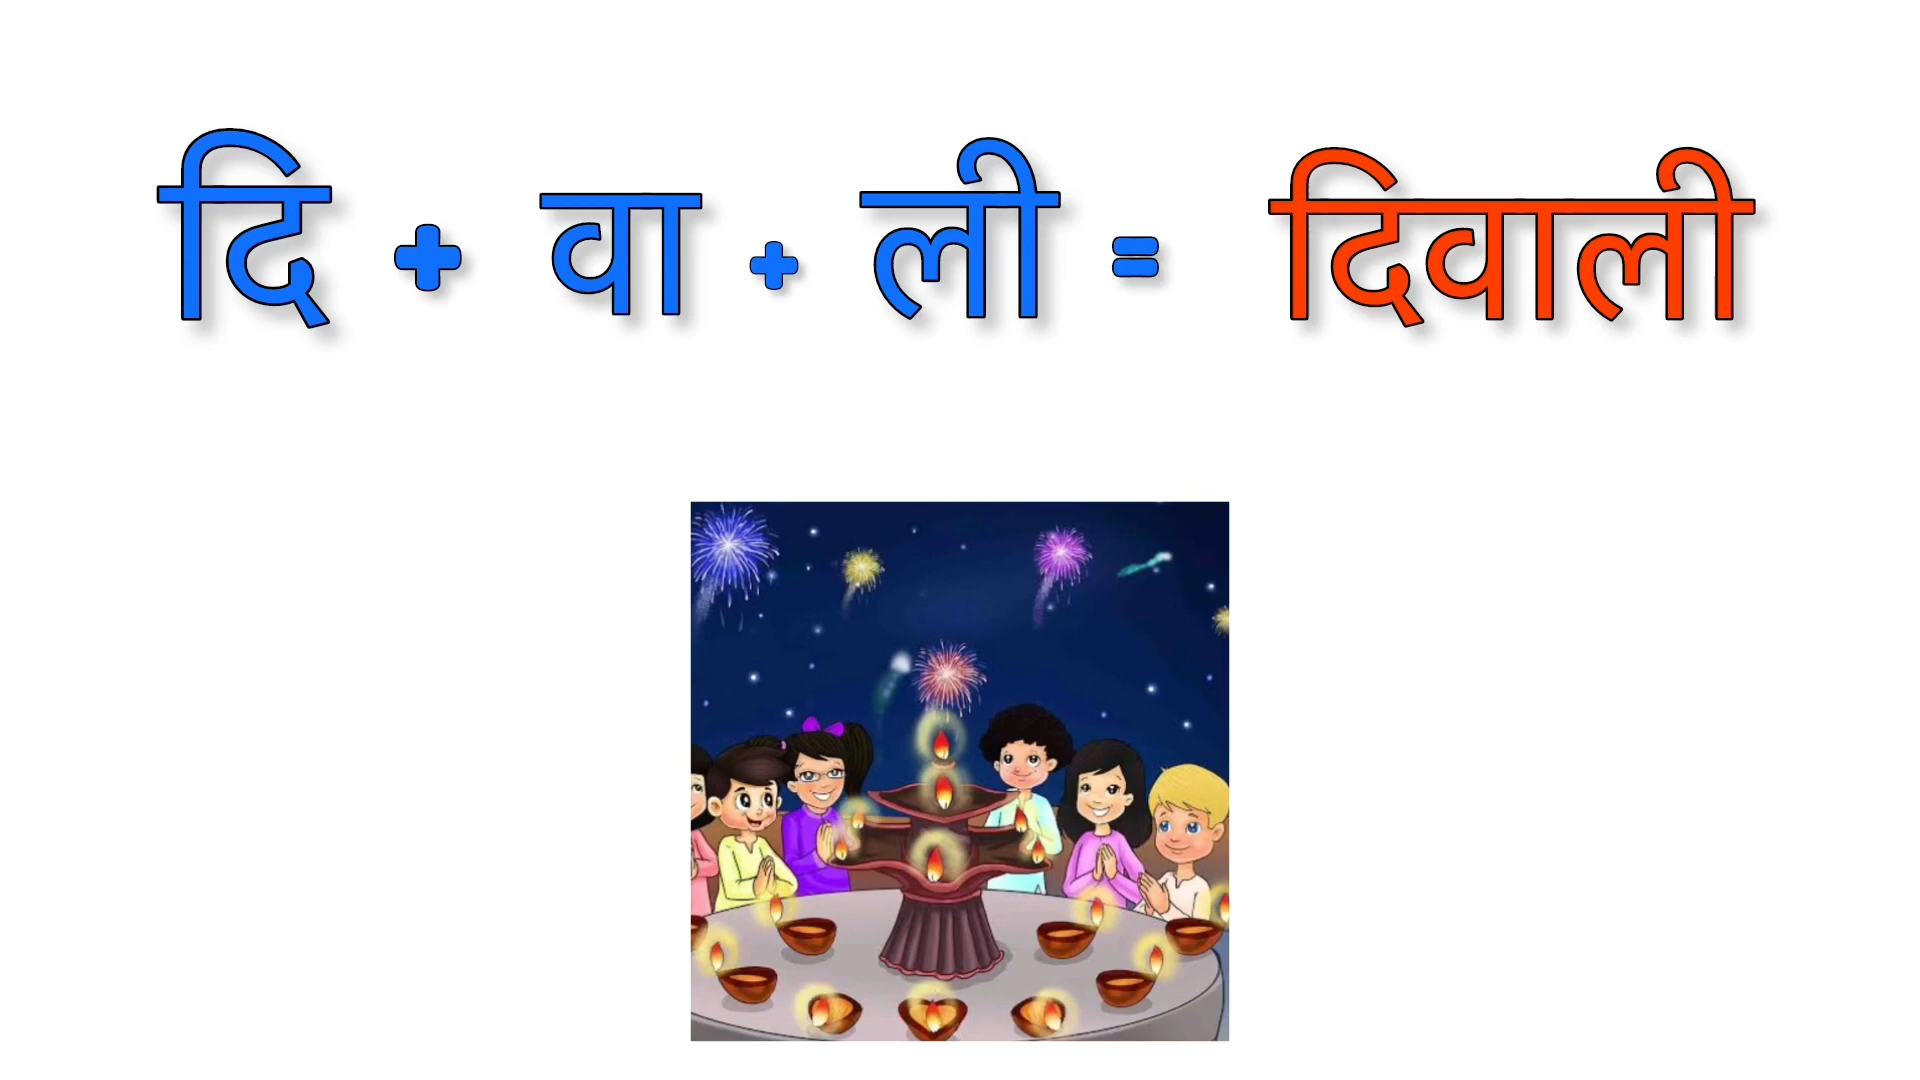 दि + वा + ली = दिवाली